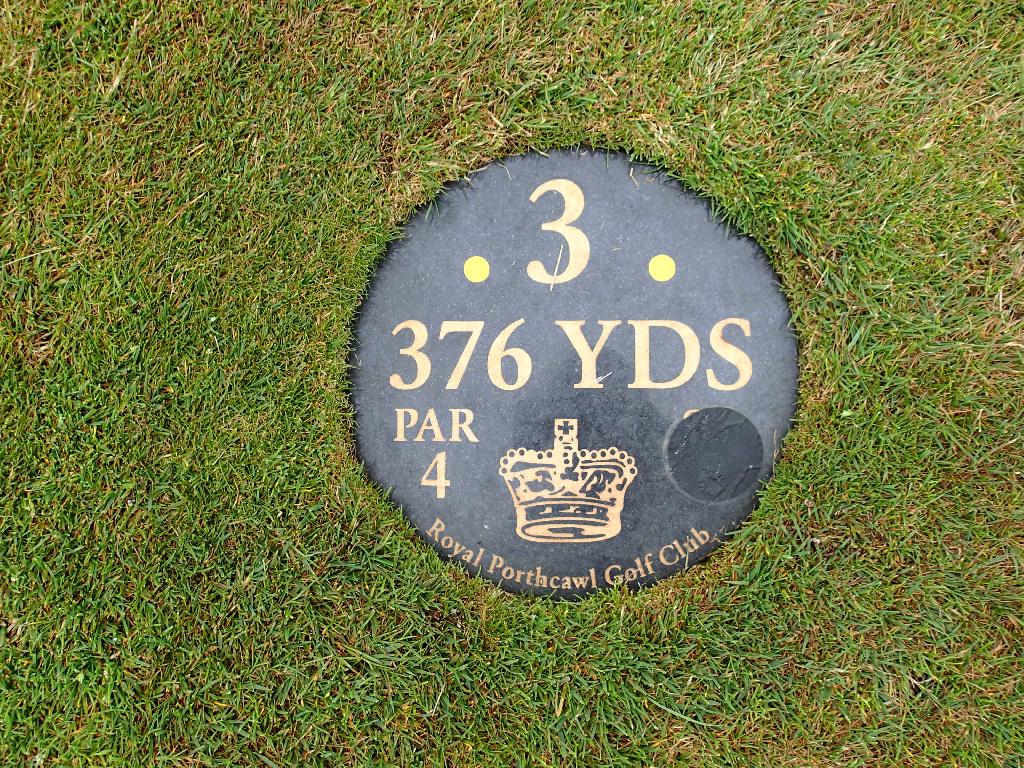 3
376 YDS
PAR
4
Royal Porthcawl Golf Club